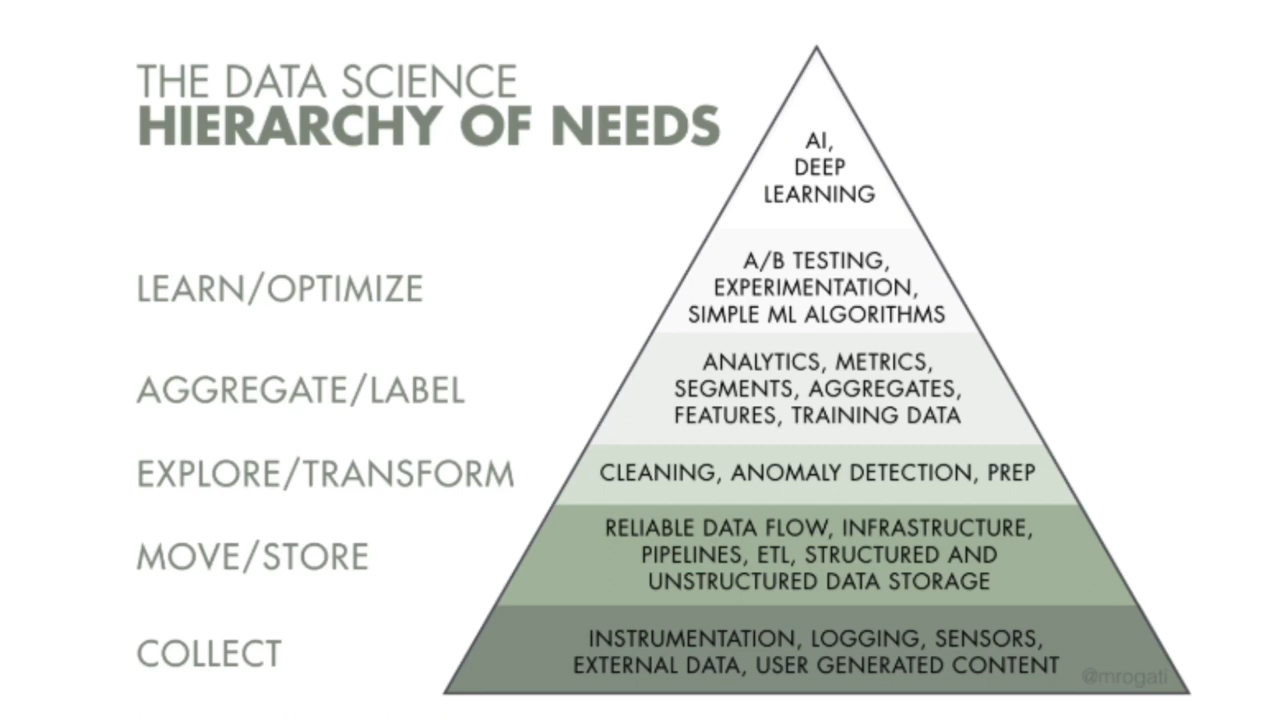 THE DATA SCIENCE
HIERARCHY OF NEEDS
AI,
DEEP
LEARNING
LEARN/OPTIMIZE
A/B TESTING,
EXPERIMENTATION,
SIMPLE ML ALGORITHMS
AGGREGATE/LABEL
ANALYTICS, METRICS,
SEGMENTS, AGGREGATES,
FEATURES, TRAINING DATA
EXPLORE/TRANSFORM
CLEANING, ANOMALY DETECTION, PREP
MOVE/STORE
RELIABLE DATA FLOW, INFRASTRUCTURE,
PIPELINES, ETL, STRUCTURED AND
UNSTRUCTURED DATA STORAGE
COLLECT
INSTRUMENTATION, LOGGING, SENSORS,
EXTERNAL DATA, USER GENERATED CONTENT
@mrogati